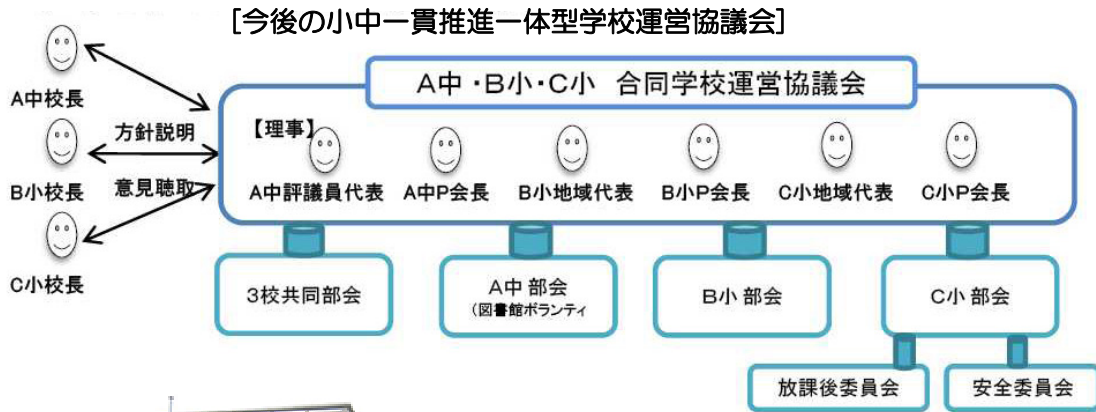 [今後の小中一貫推進一体型学校運営協議会]
A中・B小・C小 合同学校運営協議会
A中校長
方針説明
B小校長
意見聴取
C小校長
【理事】
A中評議員代表 A中P会長 B小地域代表 B小P会長 C小地域代表 C小P会長
3校共同部会
A中 部会
(図書館ボランティ
B小 部会
C小 部会
放課後委員会
安全委員会